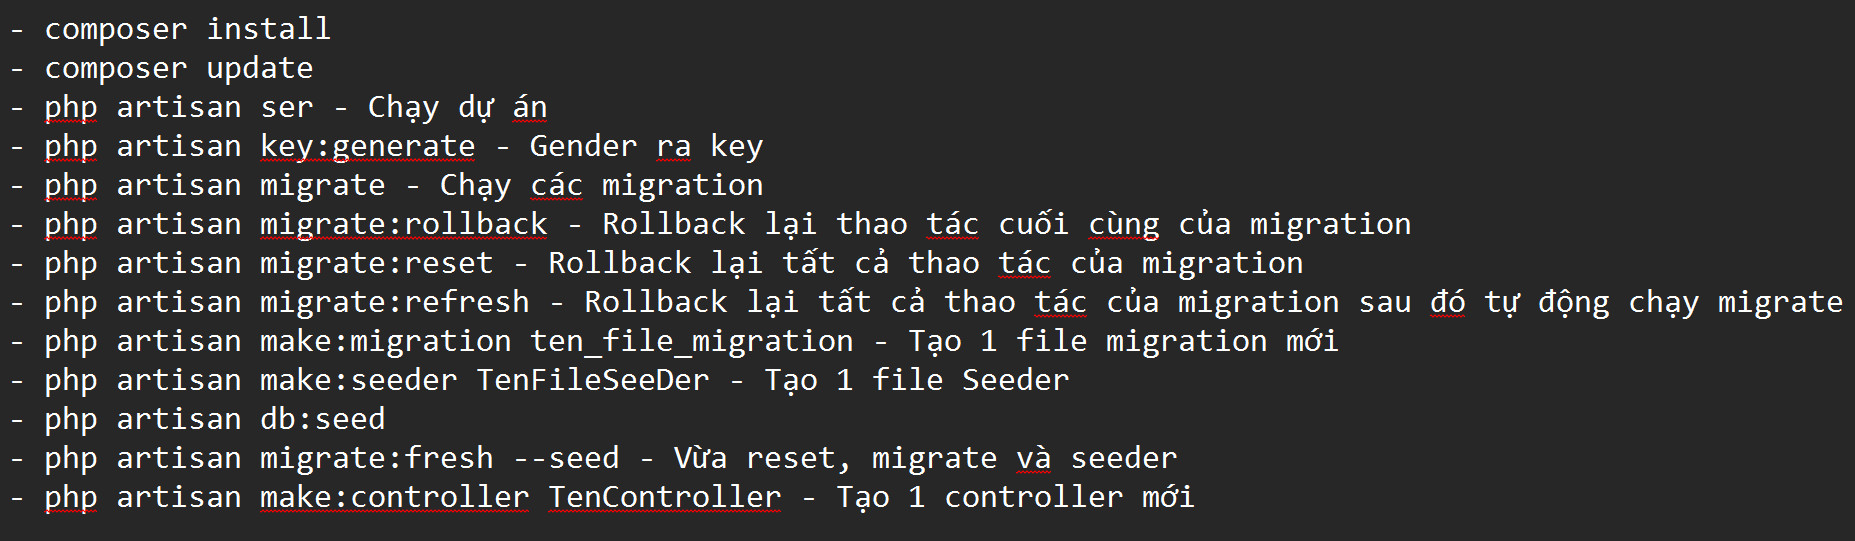 - composer install
- composer update
- php artisan ser - Chạy dự án
- php artisan key:generate - Gender ra key
- php artisan migrate - Chạy các migration
- php artisan migrate:rollback - Rollback lại thao tác cuối cùng của migration
- php artisan migrate:reset - Rollback lại tất cả thao tác của migration
- php artisan migrate:refresh - Rollback lại tất cả thao tác của migration sau đó tự động chạy migrate
- php artisan make:migration ten_file_migration - Tạo 1 file migration mới
- php artisan make:seeder TenFileSeeDer - Tạo 1 file Seeder
- php artisan db:seed
- php artisan migrate:fresh --seed - Vừa reset, migrate và seeder
- php artisan make:controller TenController - Tạo 1 controller mới